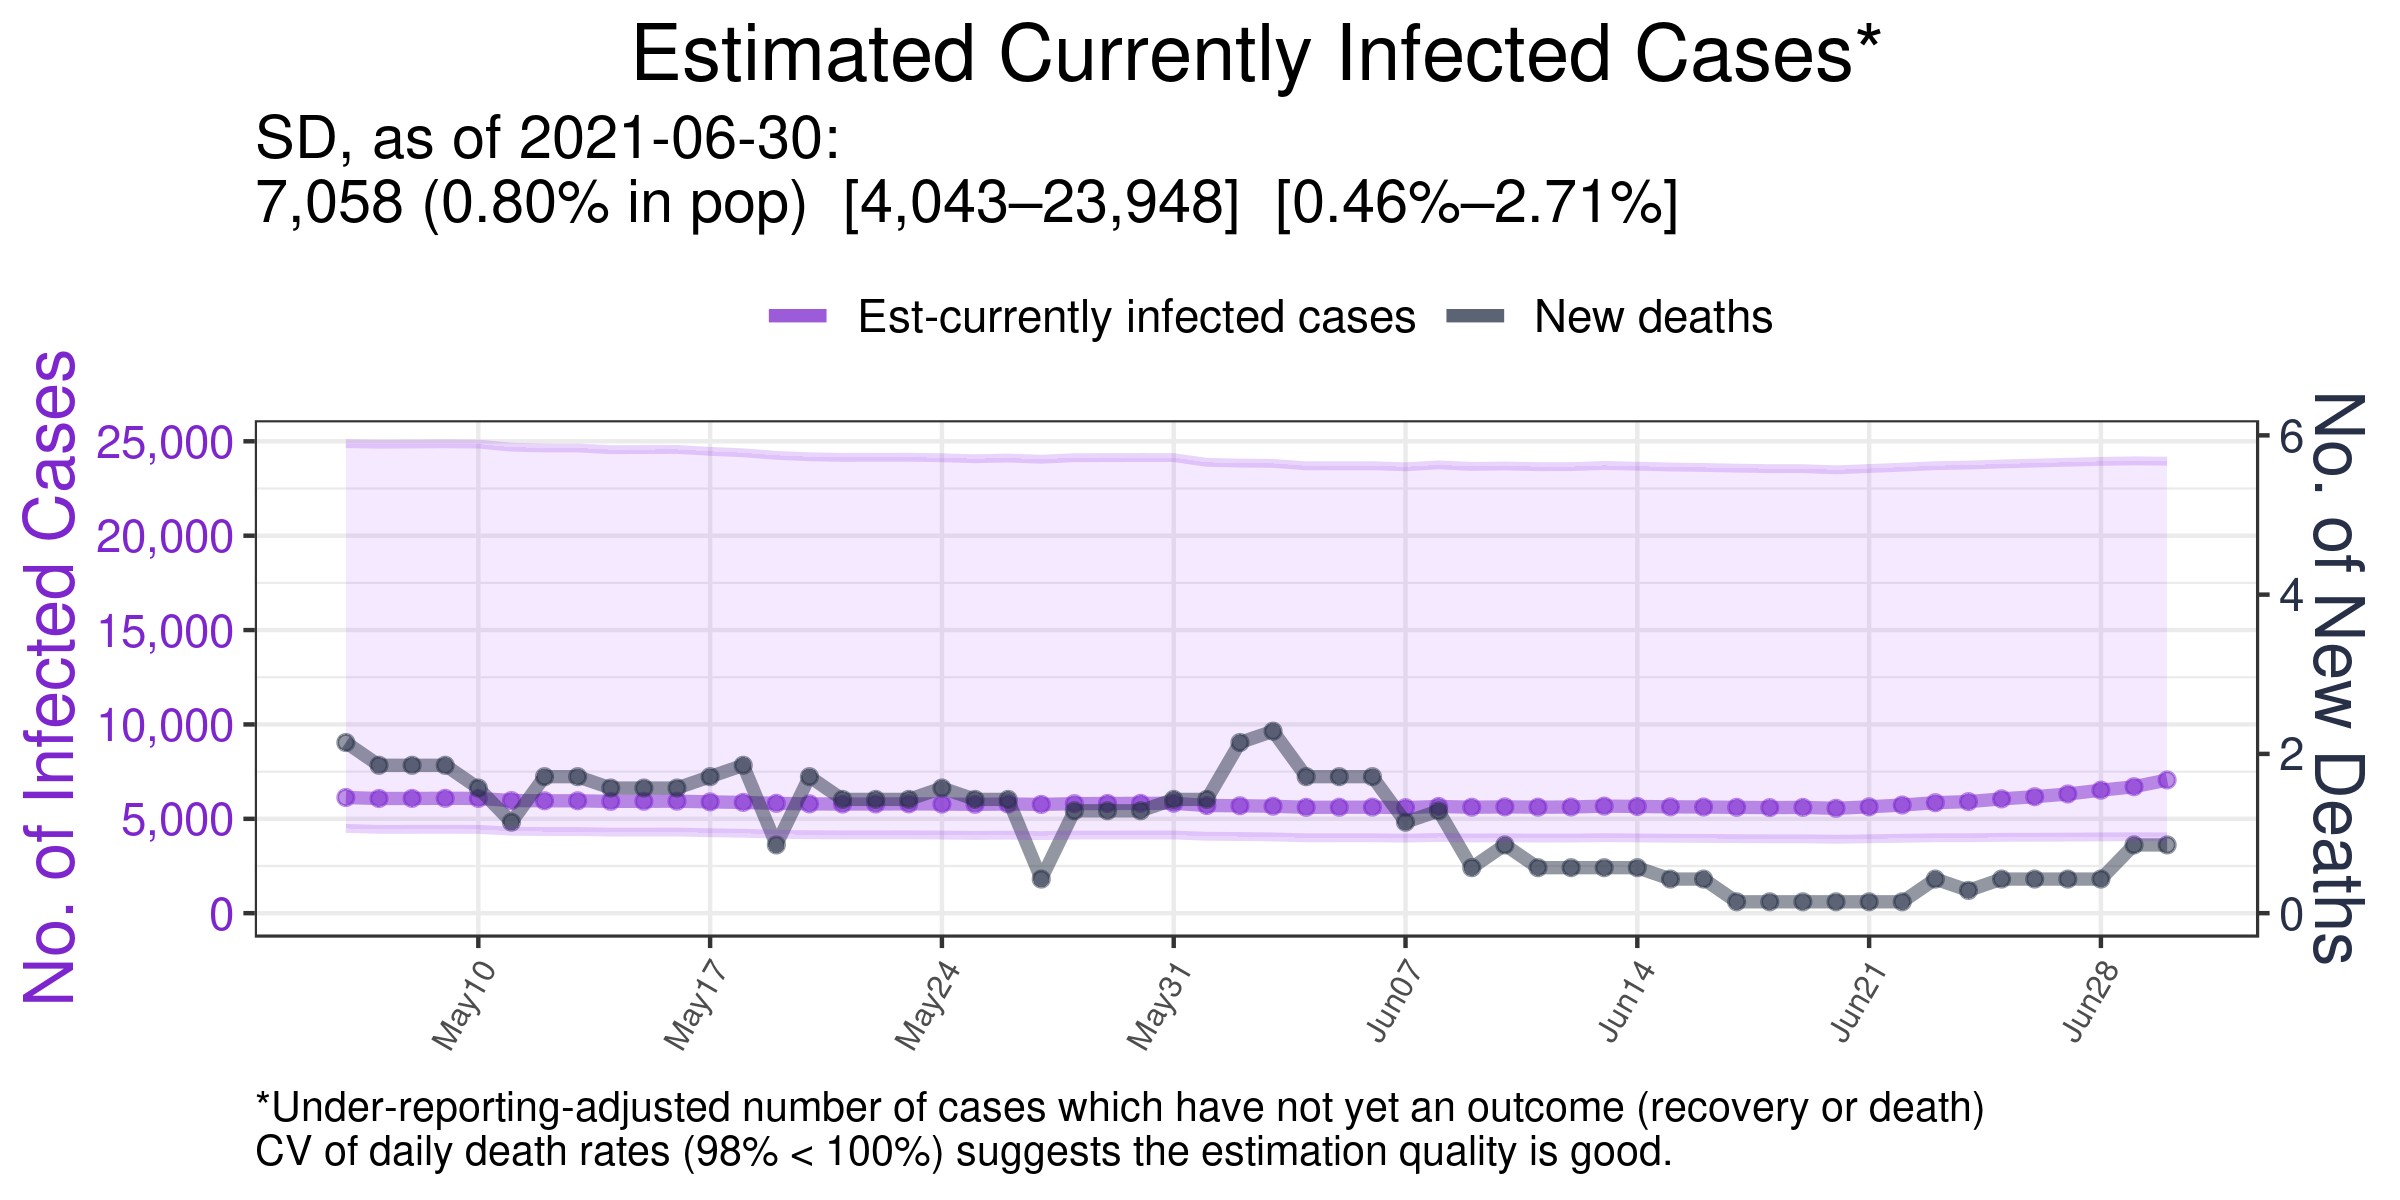 Estimated Currently Infected Cases*
SD, as of 2021-06-30:
7,058 (0.80% in pop)  [4,043–23,948]  [0.46%–2.71%]
Est-currently infected cases
New deaths
No. of Infected Cases
25,000
20,000
15,000
10,000
5,000
0
6
4
2
0
No. of New Deaths
May10
May17
May24
May31
Jun07
Jun14
Jun21
Jun28
*Under-reporting-adjusted number of cases which have not yet an outcome (recovery or death)
CV of daily death rates (98% < 100%) suggests the estimation quality is good.